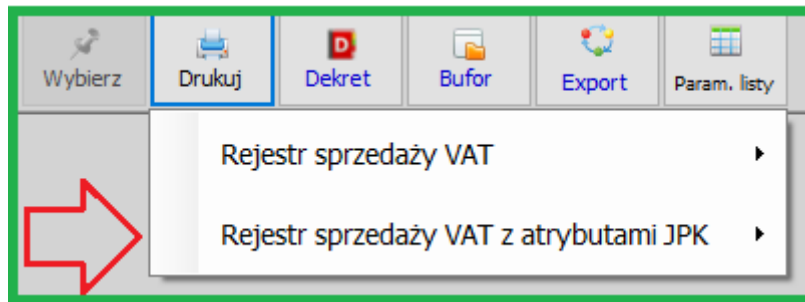 Wybierz Drukuj D Dekret Bufor Export Param. listy
Rejestr sprzedaży VAT
Rejestr sprzedaży VAT z atrybutami JPK